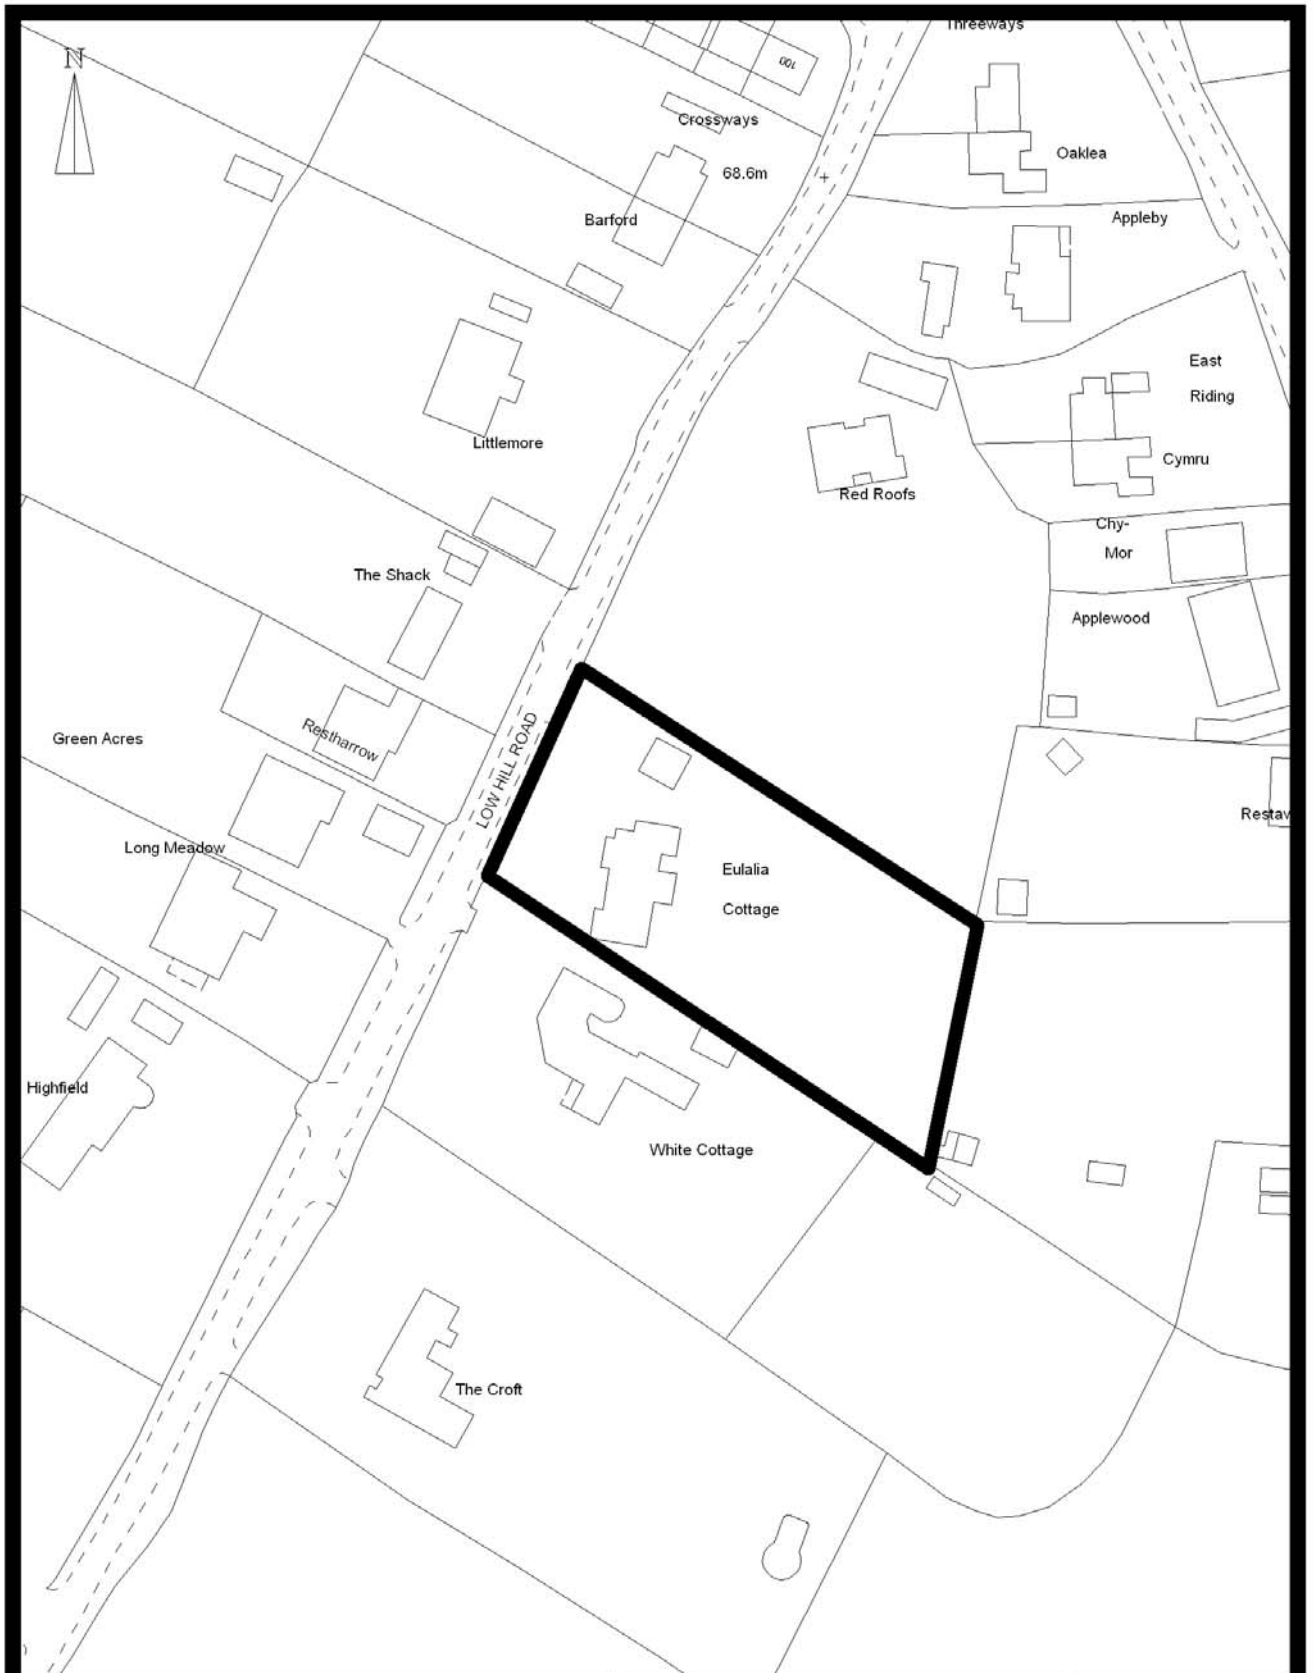 Threeways
N
100
Crossways
Oaklea
68.6m
Barford
Appleby
East
Riding
Littlemore
Cymru
Red Roofs
Chy-
Mor
The Shack
Applewood
Restharrow
Green Acres
LOW HILL ROAD
Restav
Long Meadow
Eulalia
Cottage
Highfield
White Cottage
The Croft